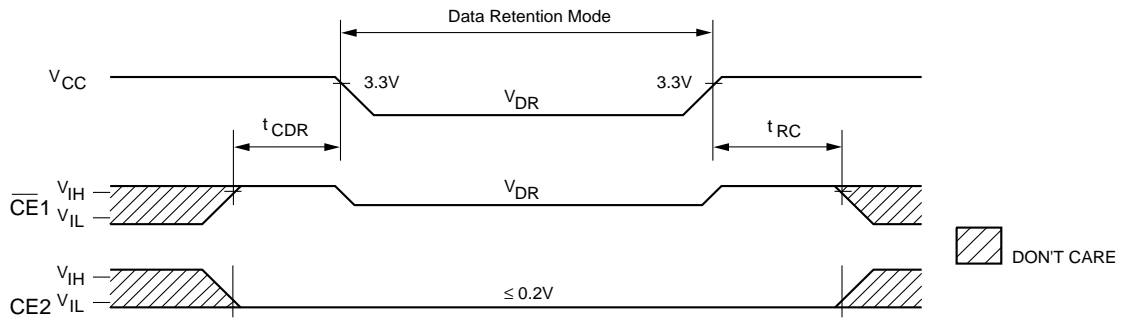 Data Retention Mode
VCC
3.3V
VDR
3.3V
tCDR
tRC
CE1
VIH
VIL
VDR
DON'T CARE
CE2
VIH
VIL
≤ 0.2V